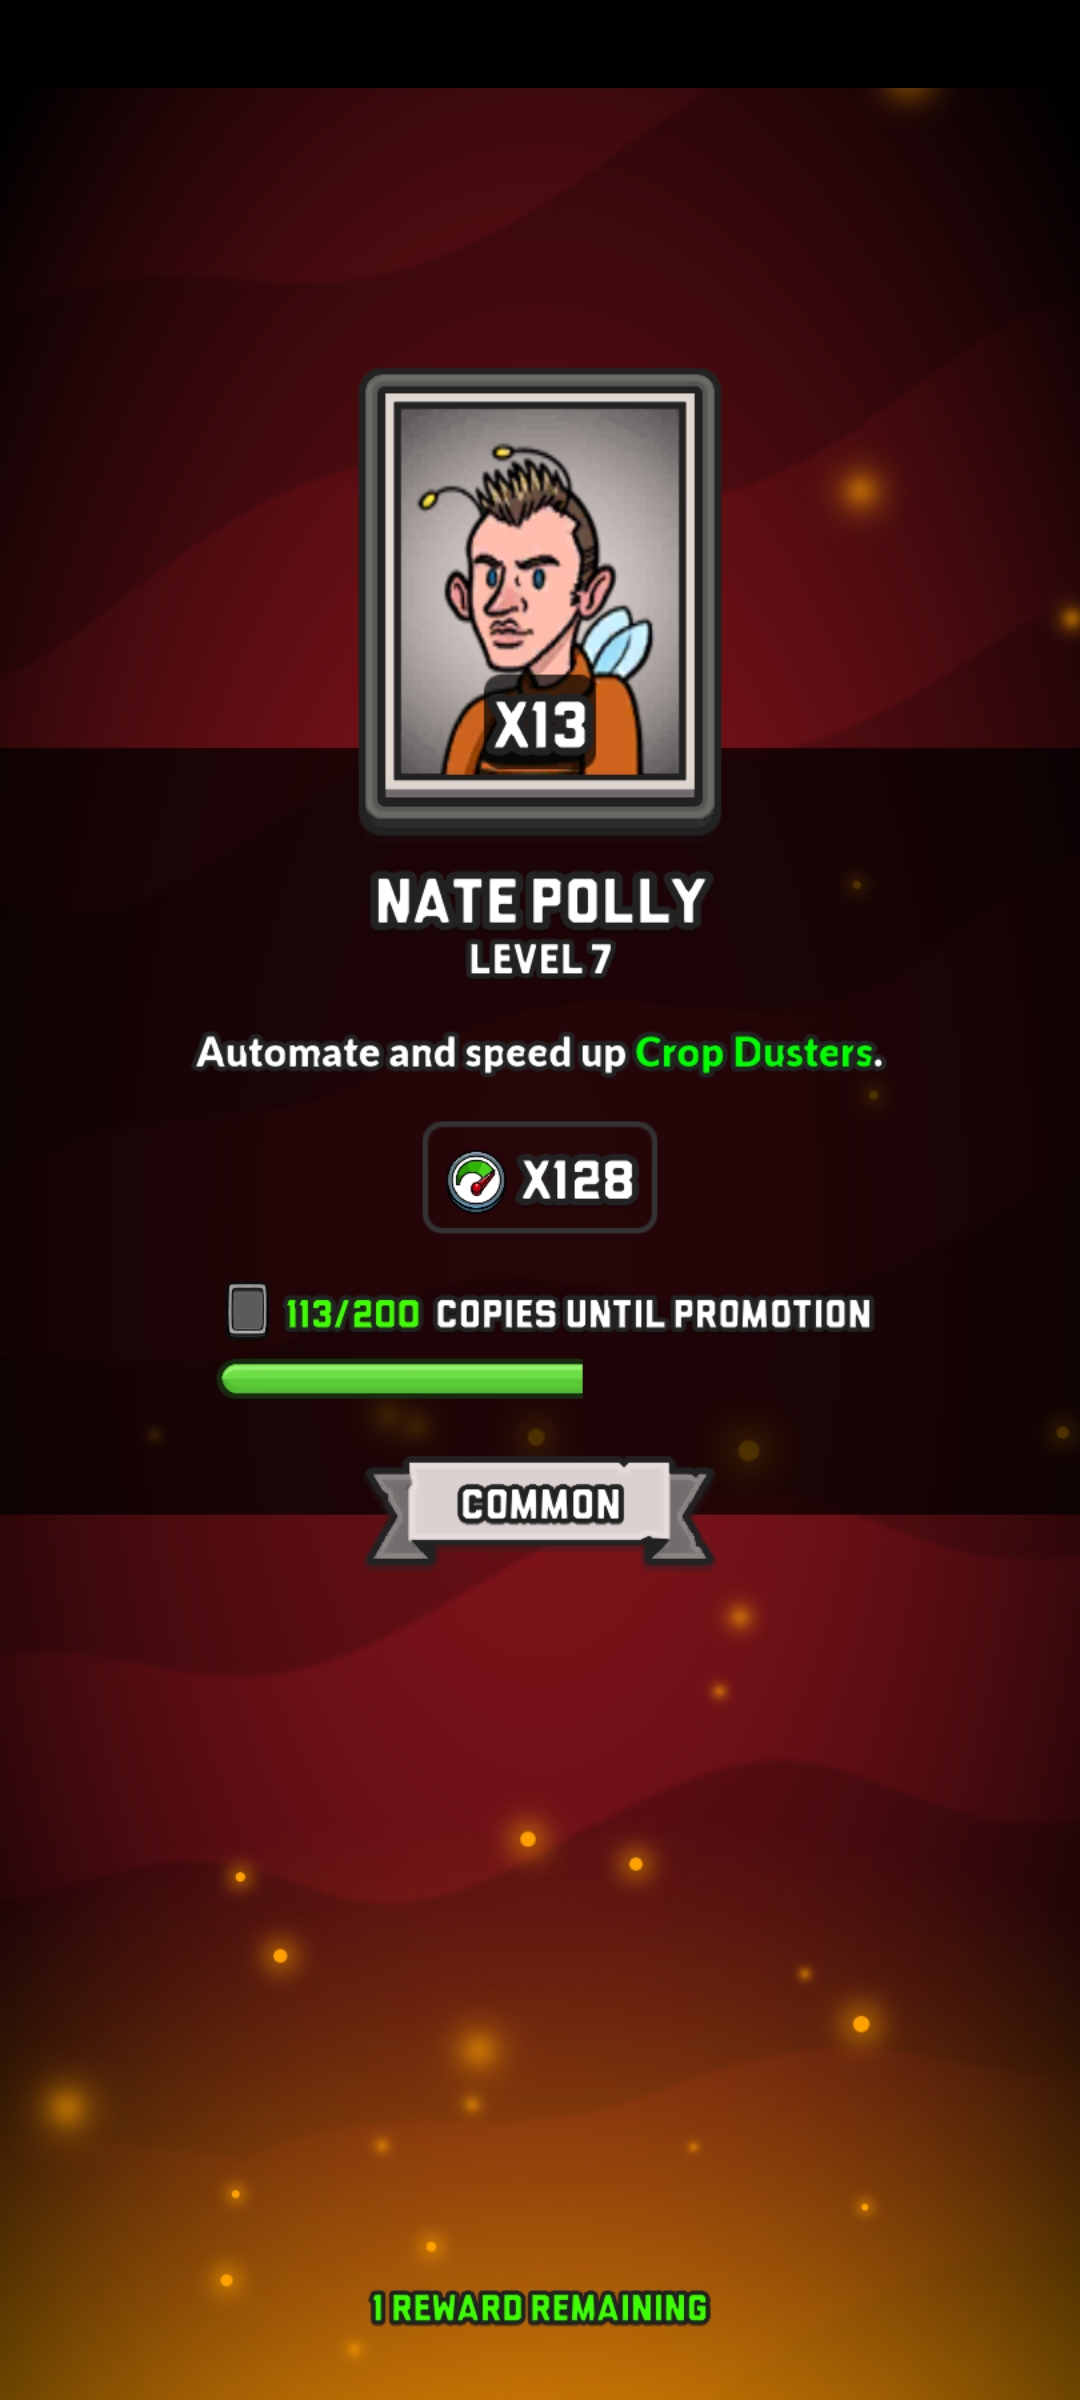 X13
NATE POLLY
LEVEL 7
Automate and speed up Crop Dusters.
X128
113/200 COPIES UNTIL PROMOTION
COMMON
1 REWARD REMAINING